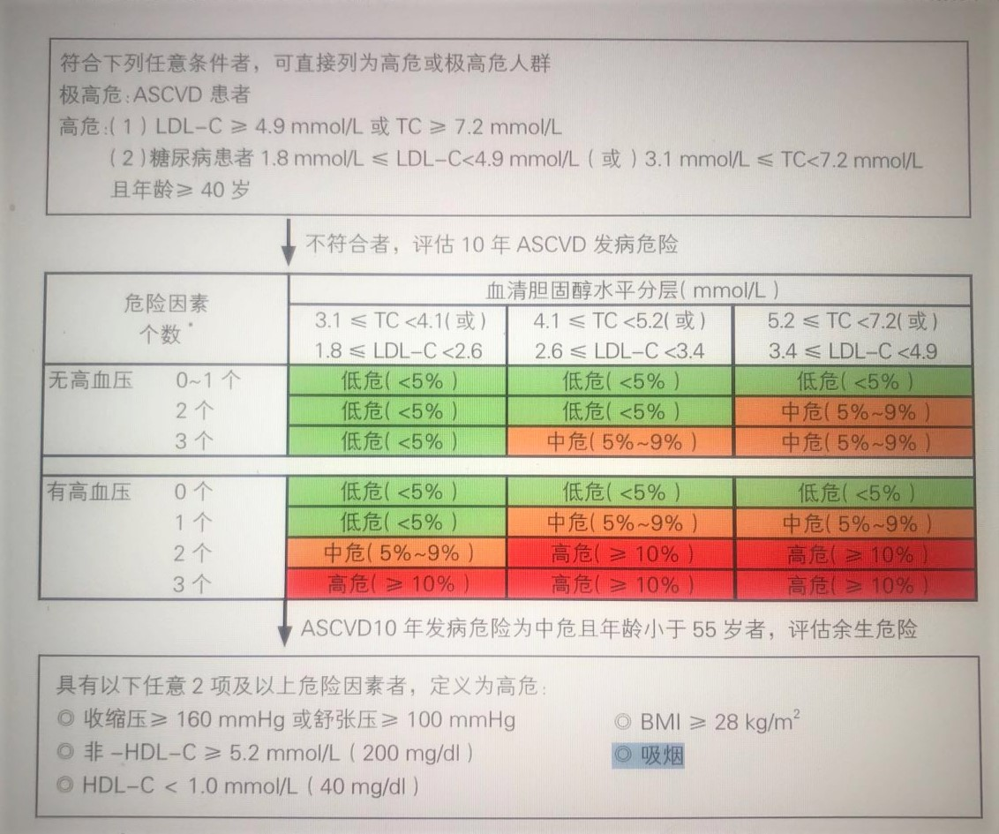 符合下列任意条件者，可直接列为高危或极高危人群
极高危:ASCVD 患者
高危:(1) LDL-C ≥ 4.9 mmol/L 或 TC ≥ 7.2 mmol/L
(2)糖尿病患者 1.8 mmol/L ≤ LDL-C<4.9 mmol/L（或）3.1 mmol/L ≤ TC<7.2 mmol/L
且年龄≥ 40 岁
不符合者，评估 10 年 ASCVD 发病危险
危险因素
个数*
血清胆固醇水平分层( mmol/L )
3.1 ≤ TC <4.1(或) 4.1 ≤ TC <5.2(或) 5.2 ≤ TC <7.2(或)
1.8 ≤ LDL-C <2.6 2.6 ≤ LDL-C <3.4 3.4 ≤ LDL-C <4.9
无高血压 0~1 个 低危( <5% ) 低危( <5% ) 低危( <5% )
2 个 低危( <5% ) 低危( <5% ) 中危( 5%~9% )
3 个 低危( <5% ) 中危( 5%~9% ) 中危( 5%~9% )
有高血压 0 个 低危( <5% ) 低危( <5% ) 低危( <5% )
1 个 低危( <5% ) 中危( 5%~9% ) 中危( 5%~9% )
2 个 中危( 5%~9% ) 高危( ≥ 10% ) 高危( ≥ 10% )
3 个 高危( ≥ 10% ) 高危( ≥ 10% ) 高危( ≥ 10% )
ASCVD10 年发病危险为中危且年龄小于 55 岁者，评估余生危险
具有以下任意 2 项及以上危险因素者，定义为高危:
◎ 收缩压≥ 160 mmHg 或舒张压≥ 100 mmHg
◎ BMI ≥ 28 kg/m²
◎ 非 -HDL-C ≥ 5.2 mmol/L ( 200 mg/dl )
◎ 吸烟
◎ HDL-C < 1.0 mmol/L ( 40 mg/dl )